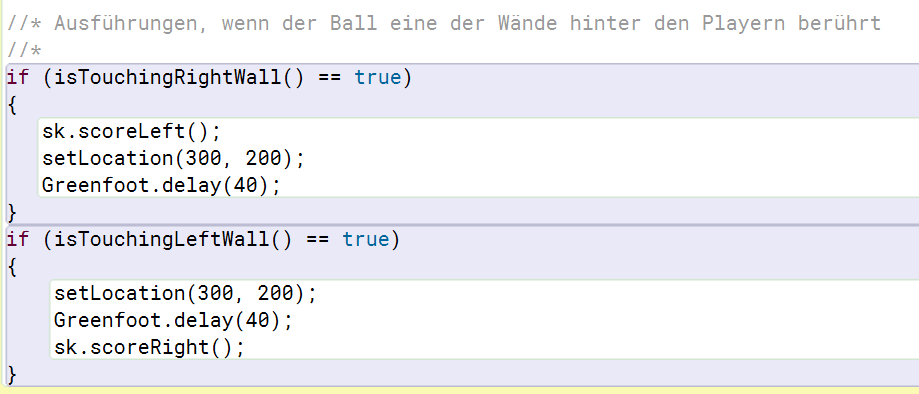 //* Ausführungen, wenn der Ball eine der Wände hinter den Playern berührt
//*
if (isTouchingRightWall() == true)
{
sk.scoreLeft();
setLocation(300, 200);
Greenfoot.delay(40);
}
if (isTouchingLeftWall() == true)
{
setLocation(300, 200);
Greenfoot.delay(40);
sk.scoreRight();
}